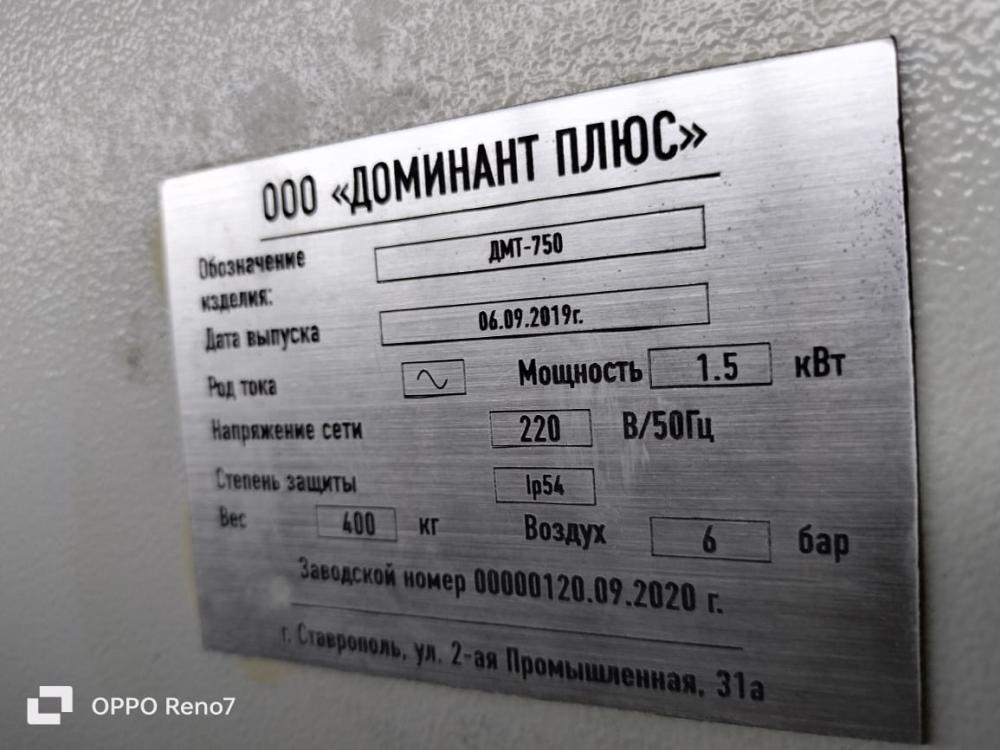 ООО «ДОМИНАНТ ПЛЮС»
Обозначение изделия: ДМТ-750
Дата выпуска 06.09.2019г.
Род тока ~ Мощность 1.5 кВт
Напряжение сети 220 В/50Гц
Степень защиты Ip54
Вес 400 кг Воздух 6 бар
Заводской номер 00000120.09.2020 г.
г. Ставрополь, ул. 2-ая Промышленная, 31а
OPPO Reno7